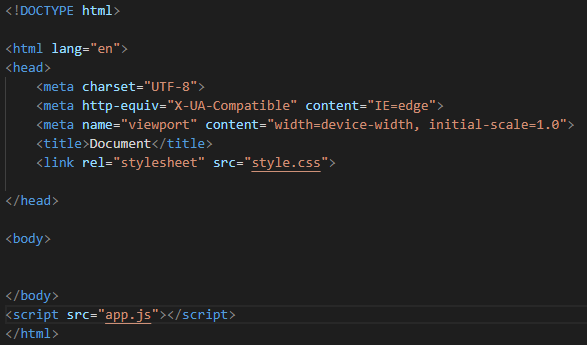 <!DOCTYPE html>
<html lang="en">
<head>
<meta charset="UTF-8">
<meta http-equiv="X-UA-Compatible" content="IE=edge">
<meta name="viewport" content="width=device-width, initial-scale=1.0">
<title>Document</title>
<link rel="stylesheet" src="style.css">
</head>
<body>
</body>
<script src="app.js"></script>
</html>